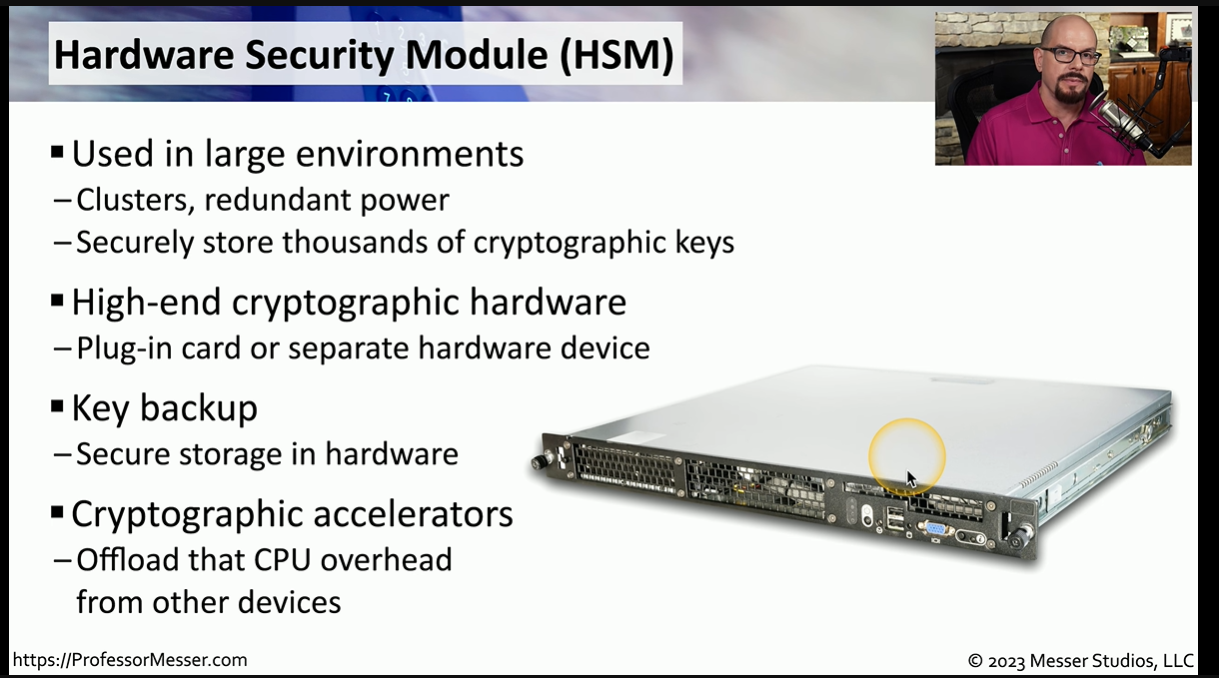 Hardware Security Module (HSM)
▪ Used in large environments
– Clusters, redundant power
– Securely store thousands of cryptographic keys
▪ High-end cryptographic hardware
– Plug-in card or separate hardware device
▪ Key backup
– Secure storage in hardware
▪ Cryptographic accelerators
– Offload that CPU overhead
from other devices
https://ProfessorMesser.com
© 2023 Messer Studios, LLC